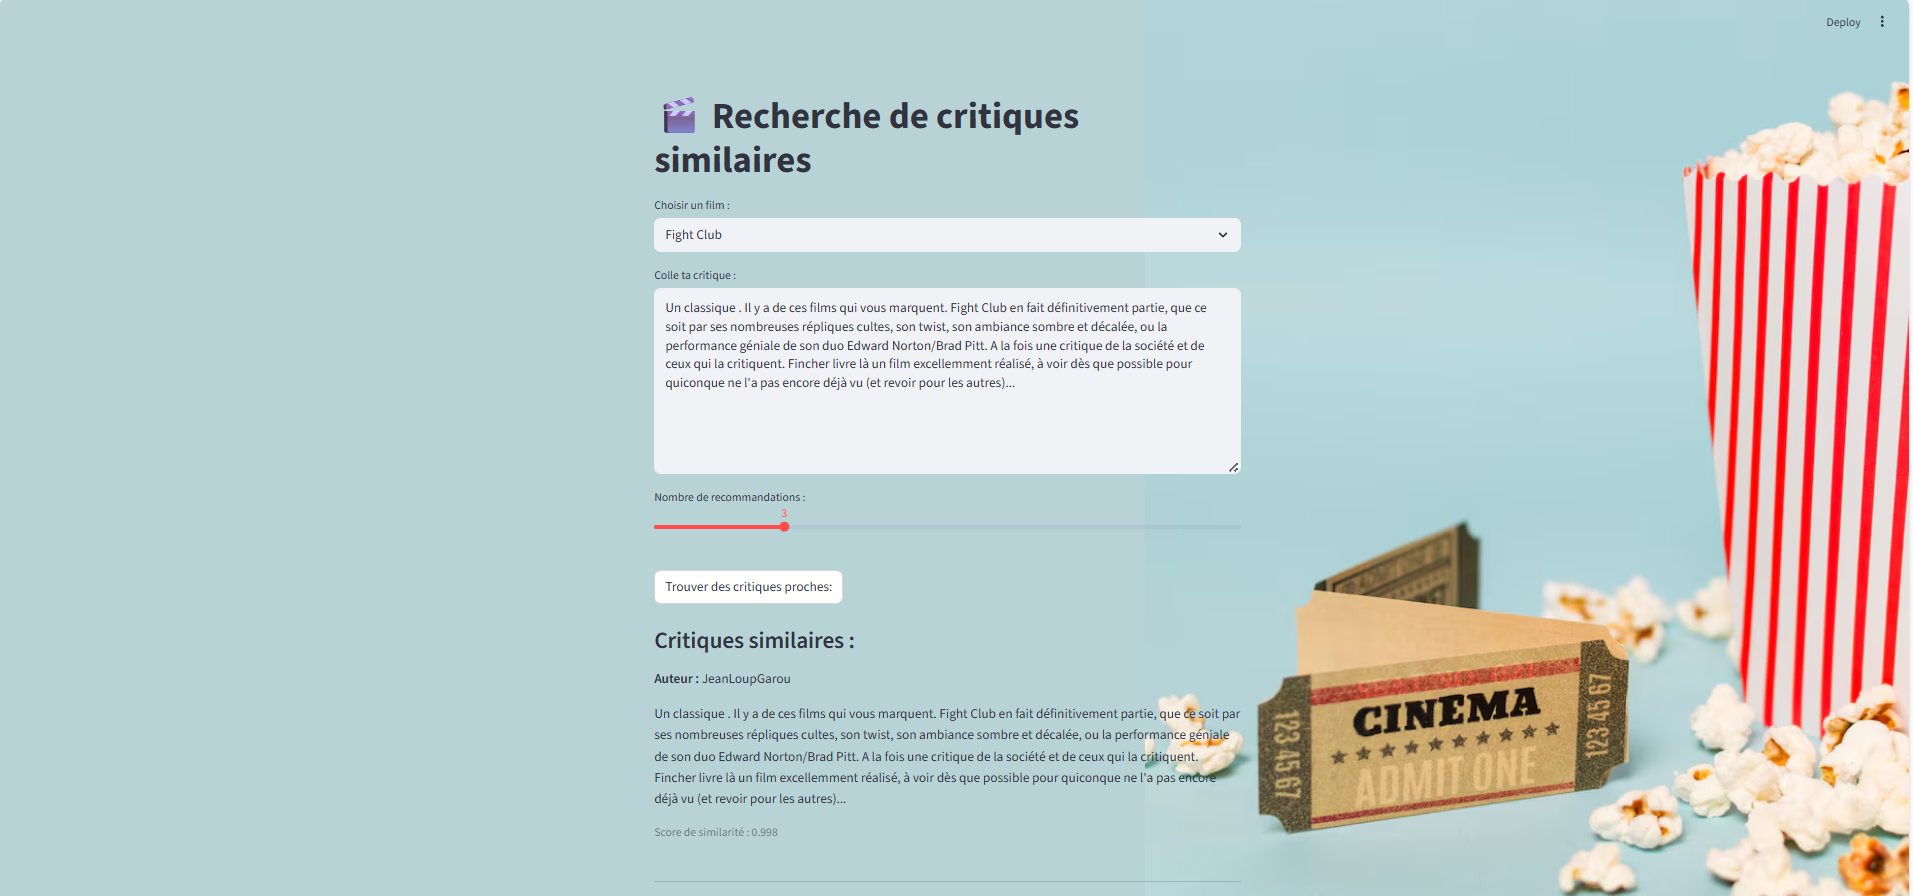 Deploy
Recherche de critiques
similaires
Choisir un film :
Fight Club
Colle ta critique :
Un classique . Il y a de ces films qui vous marquent. Fight Club en fait définitivement partie, que ce
soit par ses nombreuses répliques cultes, son twist, son ambiance sombre et décalée, ou la
performance géniale de son duo Edward Norton/Brad Pitt. A la fois une critique de la société et de
ceux qui la critiquent. Fincher livre là un film excellemment réalisé, à voir dès que possible pour
quiconque ne l'a pas encore déjà vu (et revoir pour les autres)...
Nombre de recommandations :
3
Trouver des critiques proches:
Critiques similaires :
Auteur : JeanLoupGarou
Un classique . Il y a de ces films qui vous marquent. Fight Club en fait définitivement partie, que ce soit par
ses nombreuses répliques cultes, son twist, son ambiance sombre et décalée, ou la performance géniale
de son duo Edward Norton/Brad Pitt. A la fois une critique de la société et de ceux qui la critiquent.
Fincher livre là un film excellemment réalisé, à voir dès que possible pour quiconque ne l'a pas encore
déjà vu (et revoir pour les autres)...
Score de similarité : 0.998
123 45 67
CINEMA
ADMIT ONE
123 45 67